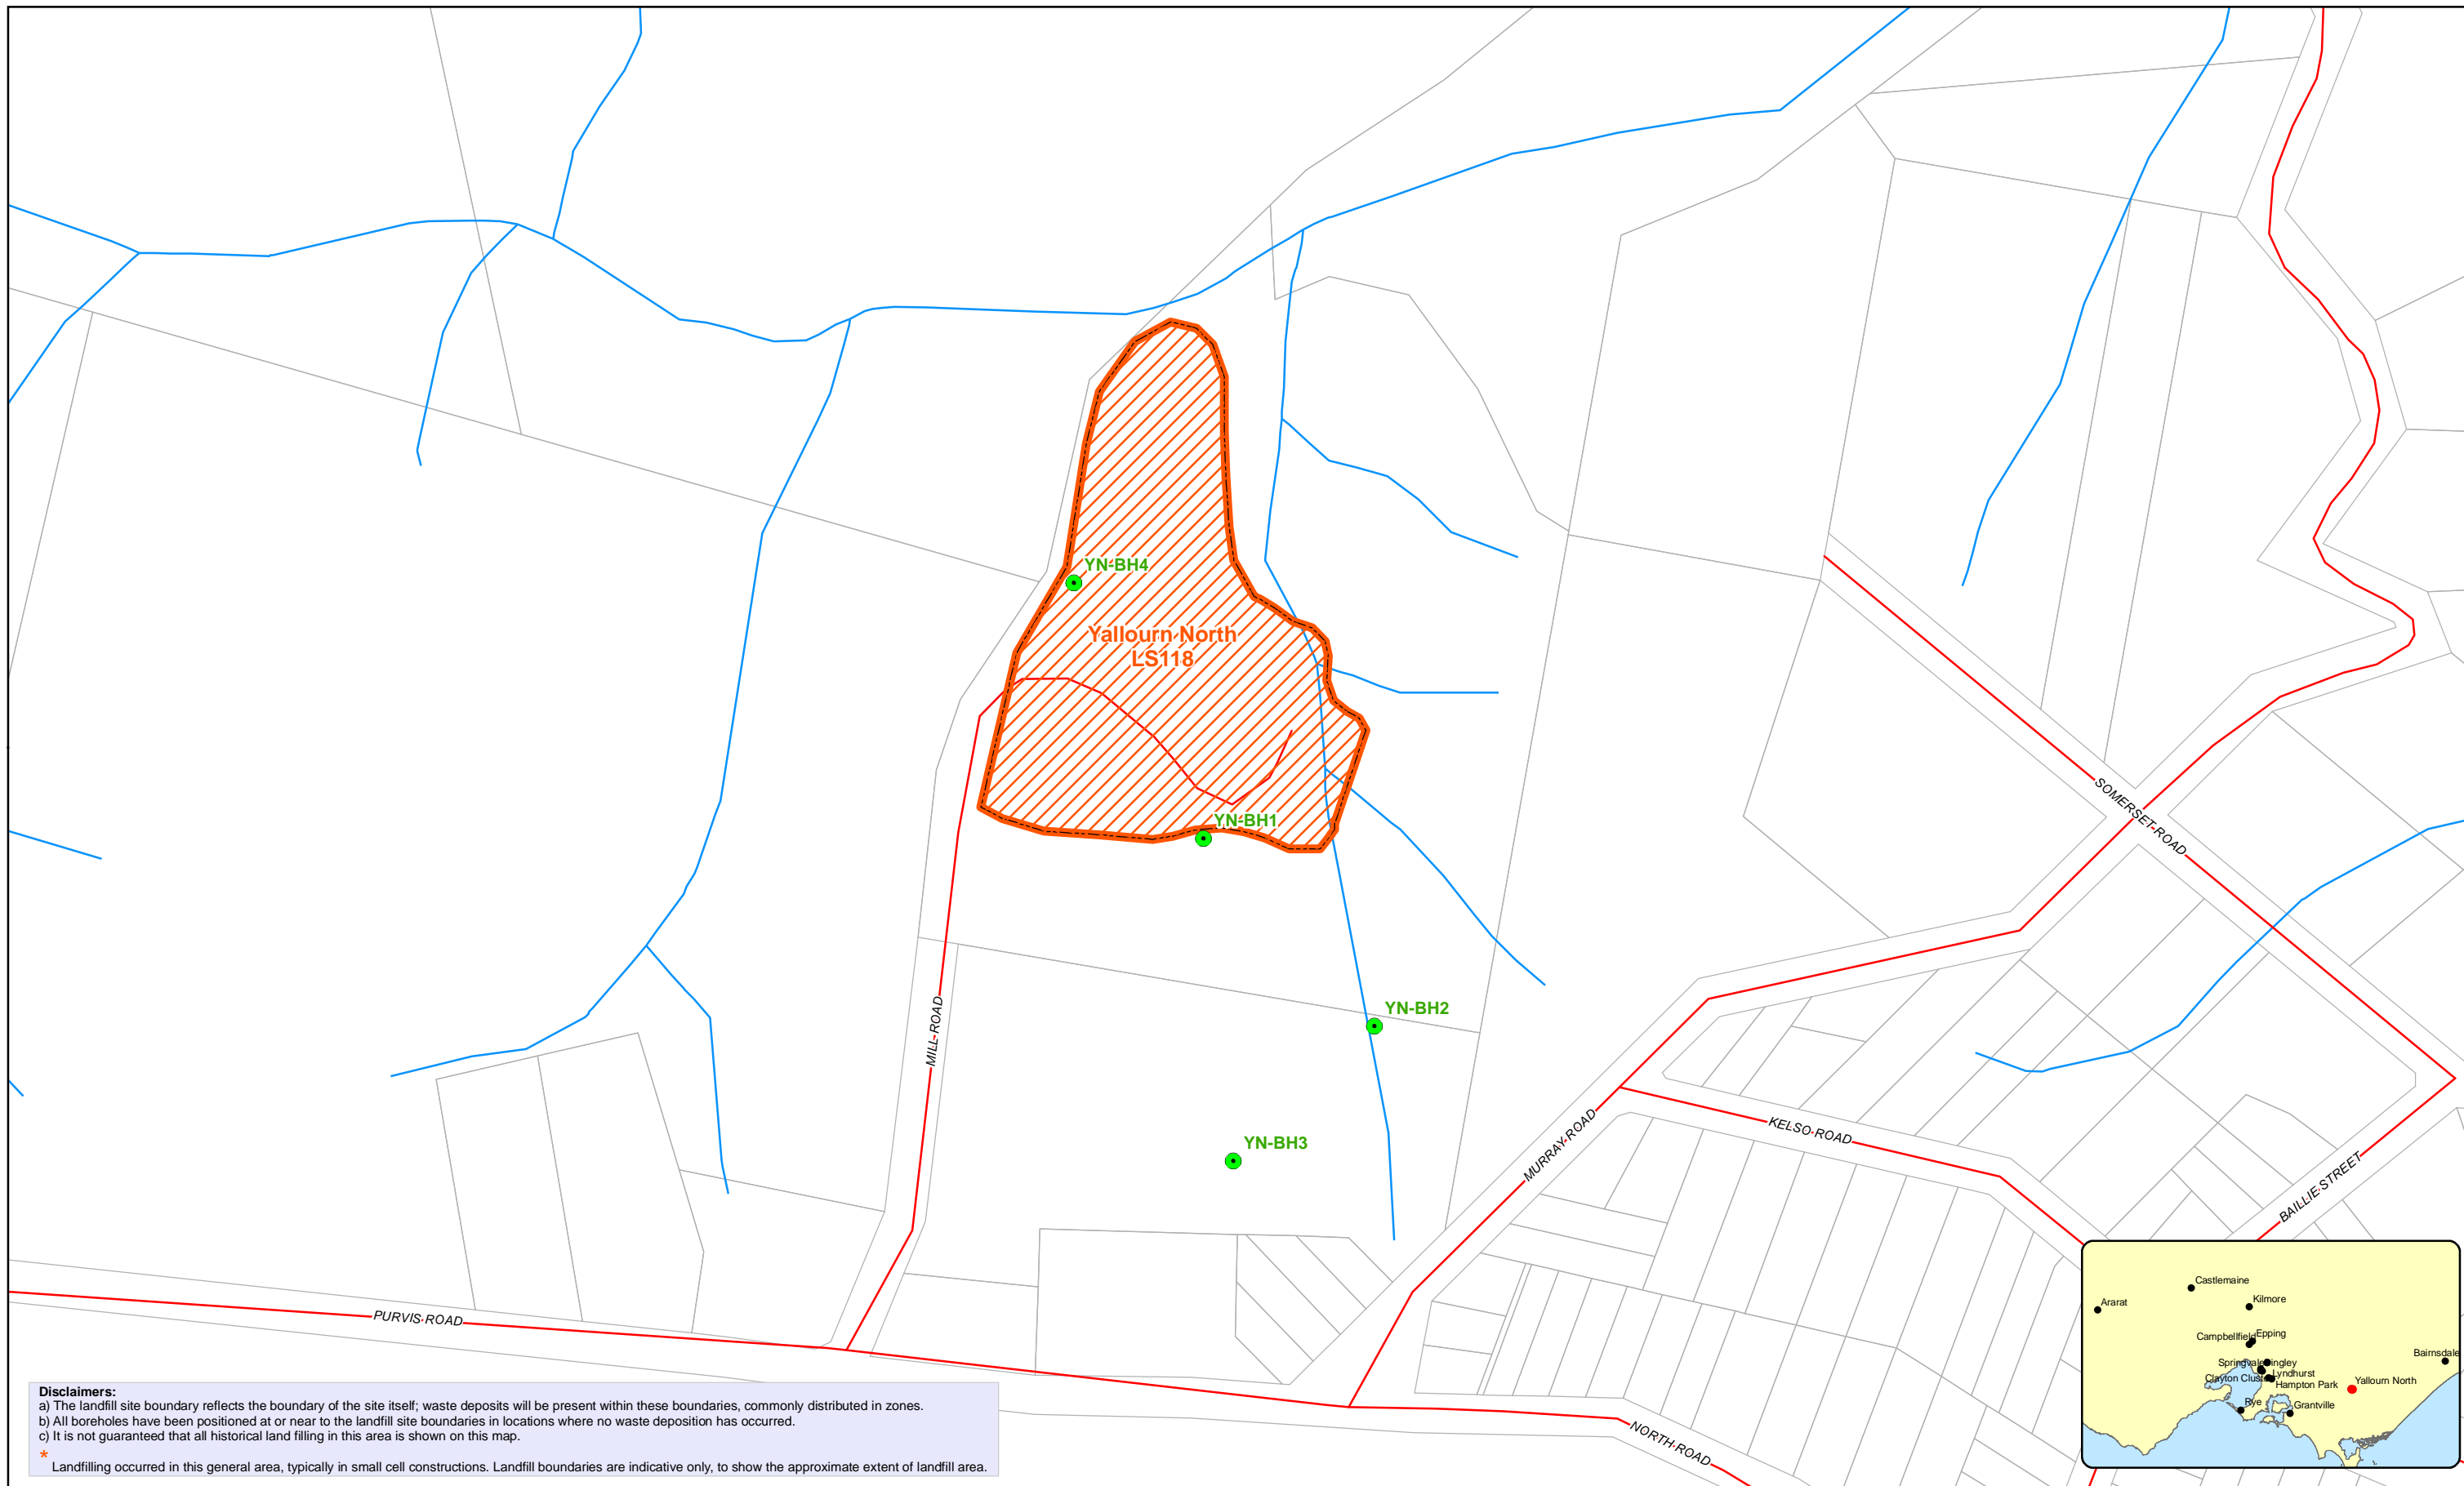 YN-BH4
Yallourn North
LS118
YN-BH1
YN-BH2
YN-BH3
MILL ROAD
SOMERSET ROAD
MURRAY ROAD
KELSO ROAD
BAILLIE STREET
PURVIS ROAD
NORTH ROAD
Castlemaine
Ararat
Kilmore
Epping
Campbellfield
Bairnsdale
Springvale
Lyndhurst
Clayton Cluster
Hampton Park
Yallourn North
Rye
Grantville
Disclaimers:
a) The landfill site boundary reflects the boundary of the site itself; waste deposits will be present within these boundaries, commonly distributed in zones.
b) All boreholes have been positioned at or near to the landfill site boundaries in locations where no waste deposition has occurred.
c) It is not guaranteed that all historical land filling in this area is shown on this map.
*
Landfilling occurred in this general area, typically in small cell constructions. Landfill boundaries are indicative only, to show the approximate extent of landfill area.